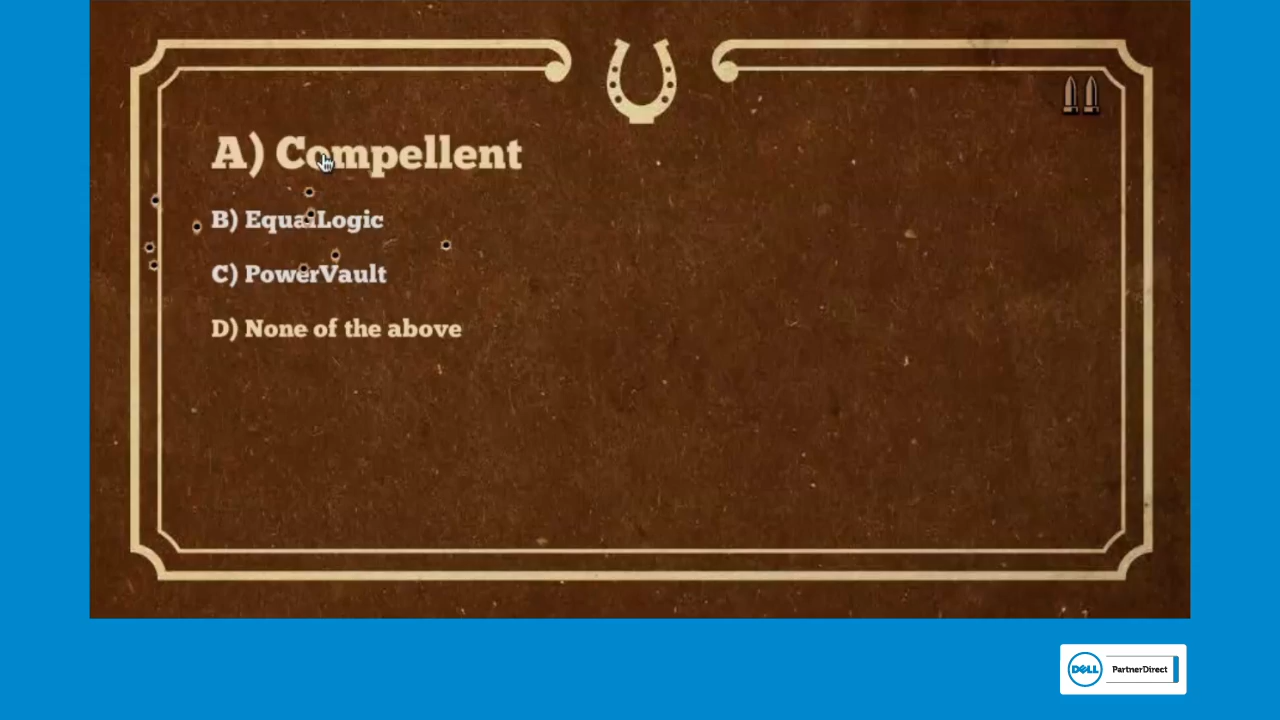 A) Compellent
B) EqualLogic
C) PowerVault
D) None of the above
DELL
PartnerDirect